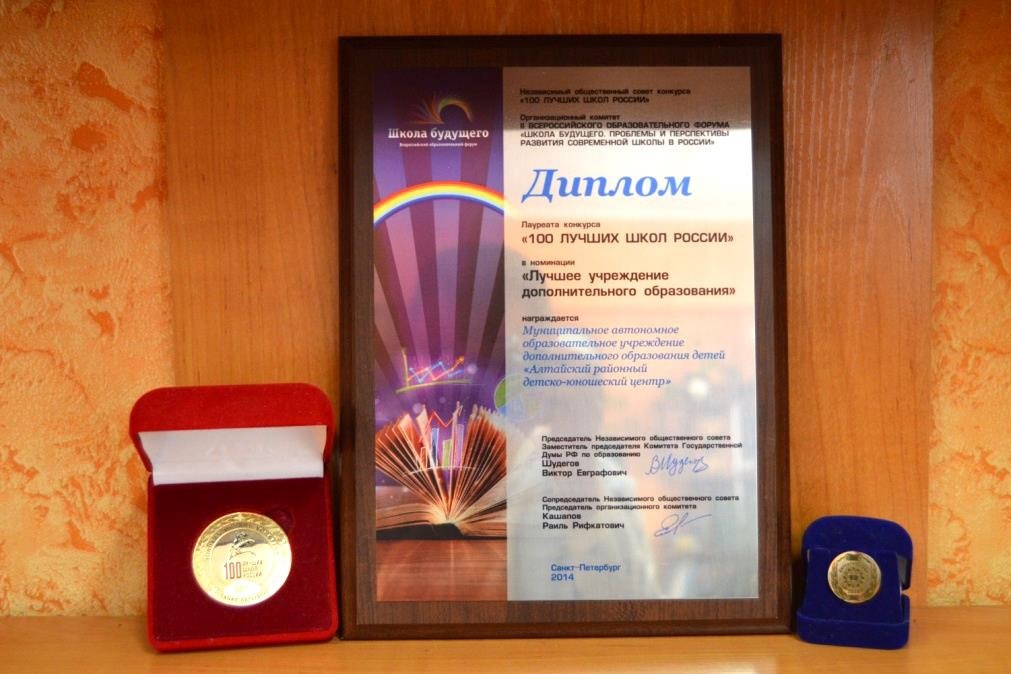 Школа будущего
Всероссийский образовательный форум
Независимый общественный совет конкурса
«100 ЛУЧШИХ ШКОЛ РОССИИ»
Организационный комитет
II ВСЕРОССИЙСКОГО ОБРАЗОВАТЕЛЬНОГО ФОРУМА
«ШКОЛА БУДУЩЕГО. ПРОБЛЕМЫ И ПЕРСПЕКТИВЫ
РАЗВИТИЯ СОВРЕМЕННОЙ ШКОЛЫ В РОССИИ»
Диплом
Лауреата конкурса
«100 ЛУЧШИХ ШКОЛ РОССИИ»
в номинации
«Лучшее учреждение
дополнительного образования»
награждается
Муниципальное автономное
образовательное учреждение
дополнительного образования детей
«Алтайский районный
детско-юношеский центр»
Председатель Независимого общественного совета
Заместитель председателя Комитета Государственной
Думы РФ по образованию
Шудегов
Виктор Евграфович
Сопредседатель Независимого общественного совета
Председатель организационного комитета
Кашапов
Раиль Рифкатович
Санкт-Петербург
2014
100 ЛУЧШИХ
ШКОЛ
РОССИИ